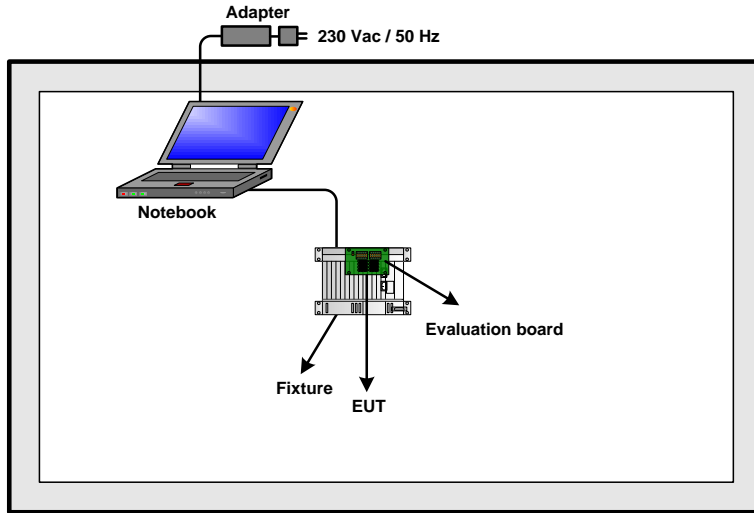 Adapter
230 Vac / 50 Hz
Notebook
Evaluation board
Fixture
EUT